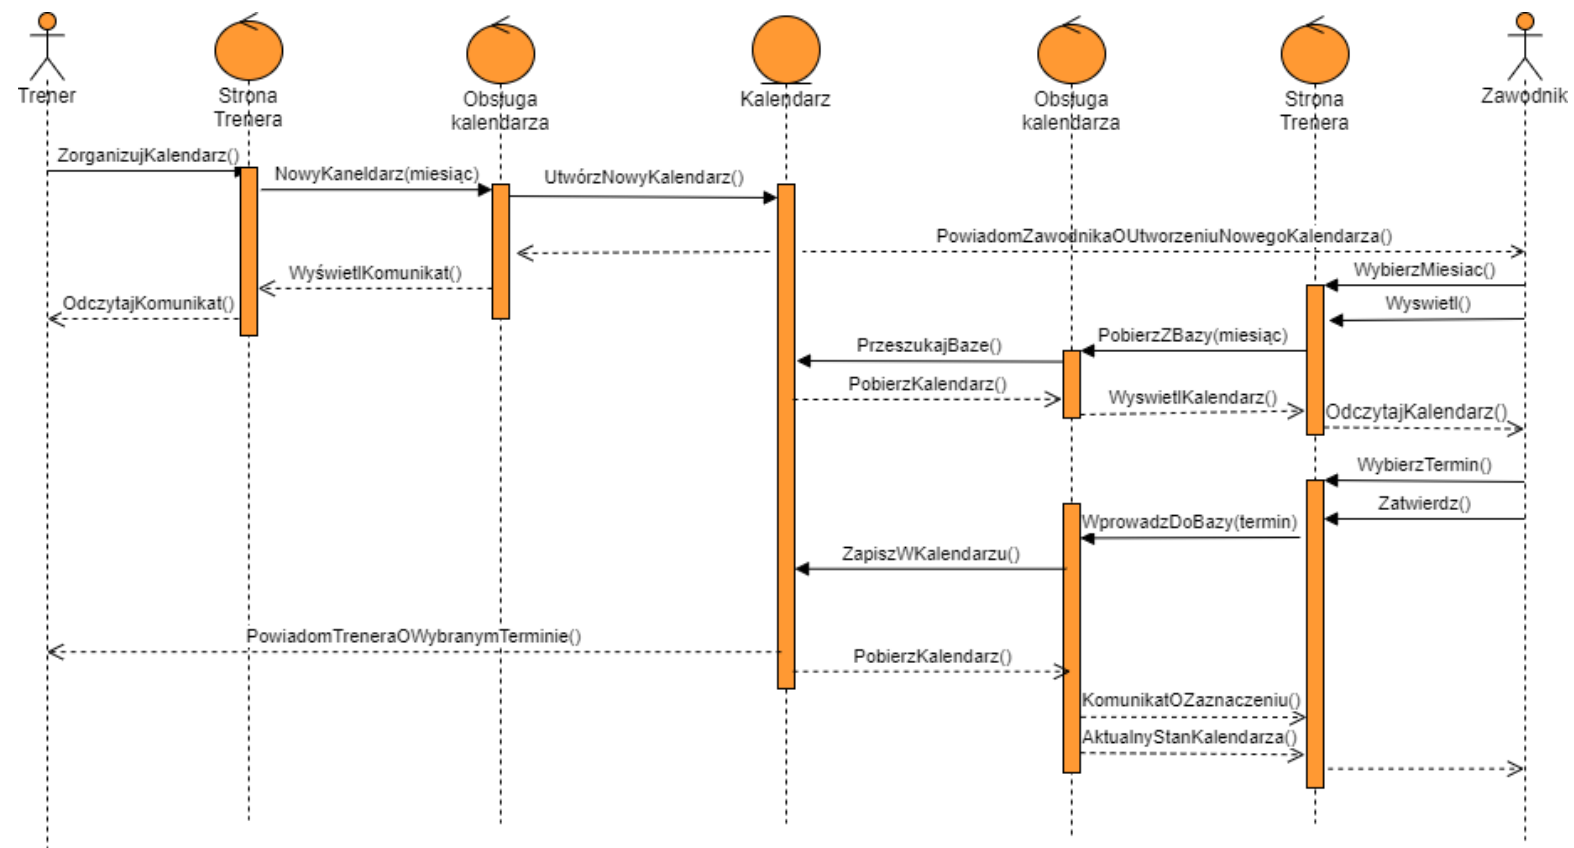 Trener
Strona
Trenera
Obsługa
kalendarza
Kalendarz
Obsługa
kalendarza
Strona
Trenera
Zawodnik
ZorganizujKalendarz()
NowyKaneldarz(miesiąc)
UtwórzNowyKalendarz()
PowiadomZawodnikaOUtworzeniuNowegoKalendarza()
WyświetlKomunikat()
WybierzMiesiac()
OdczytajKomunikat()
Wyswietl()
PobierzZBazy(miesiąc)
PrzeszukajBaze()
PobierzKalendarz()
WyswietlKalendarz()
OdczytajKalendarz()
WybierzTermin()
Zatwierdz()
WprowadzDoBazy(termin)
ZapiszWKalendarzu()
PowiadomTreneraOWybranymTerminie()
PobierzKalendarz()
KomunikatOZaznaczeniu()
AktualnyStanKalendarza()